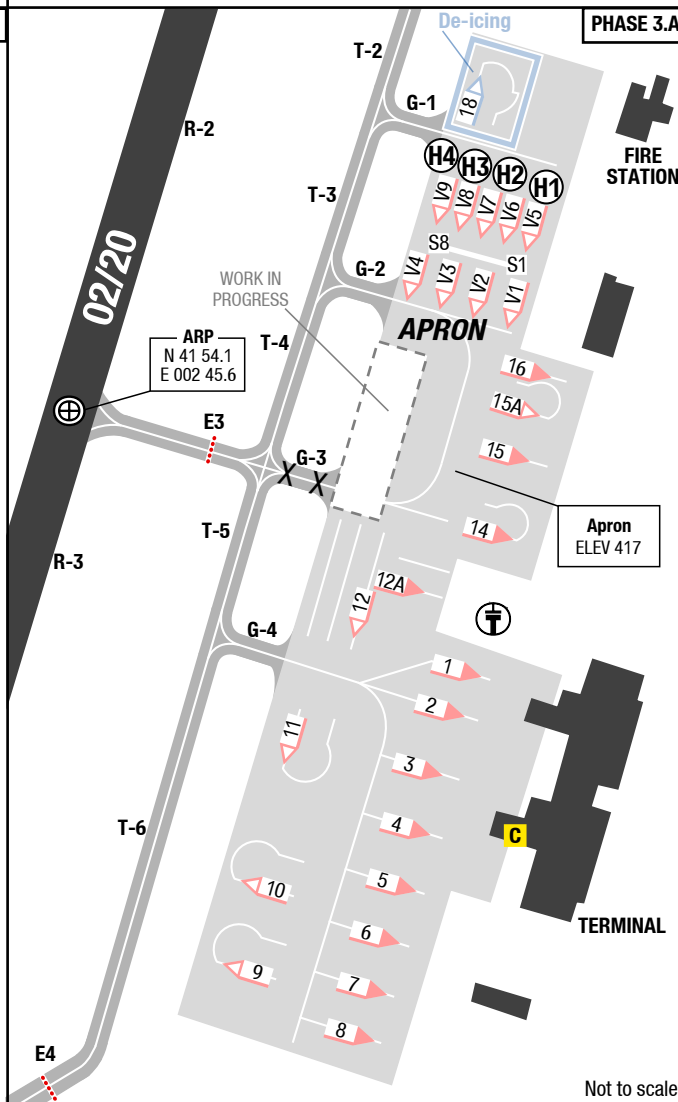 De-icing
PHASE 3.A
T-2
G-1
18
R-2
FIRE
STATION
H4
H3
H2
H1
V9
V8
V7
V6
V5
T-3
S8
S1
G-2
V4
V3
V2
V1
02/20
WORK IN
PROGRESS
APRON
ARP
N 41 54.1
E 002 45.6
T-4
16
15A
E3
G-3
15
T-5
14
Apron
ELEV 417
R-3
12A
12
G-4
1
2
11
3
T-6
4
C
5
10
6
TERMINAL
9
7
8
E4
Not to scale